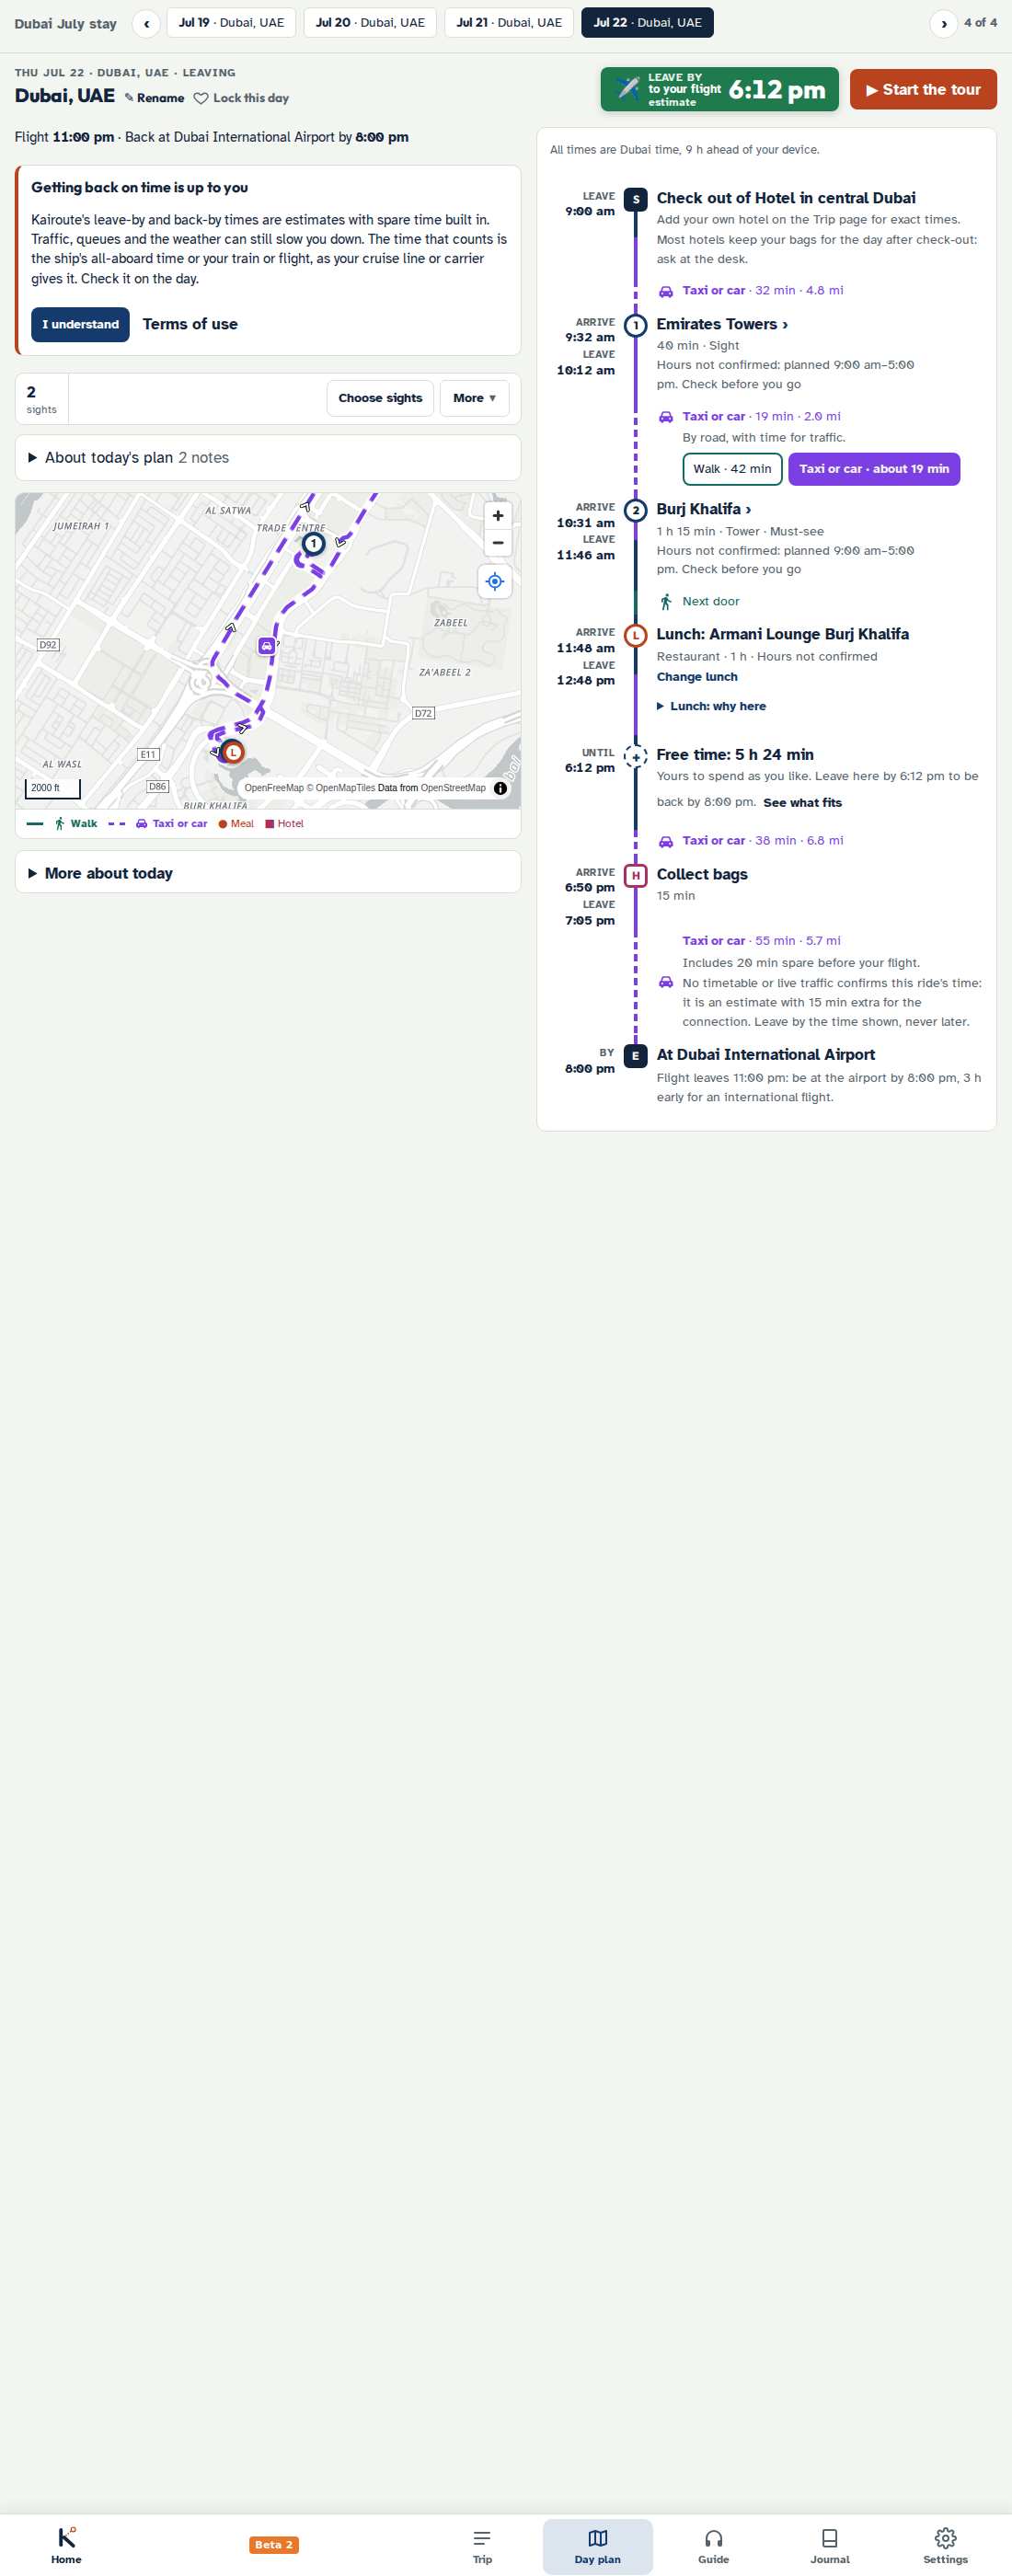 Dubai July stay
‹
Jul 19 · Dubai, UAE
Jul 20 · Dubai, UAE
Jul 21 · Dubai, UAE
Jul 22 · Dubai, UAE
›
4 of 4
THU JUL 22 · DUBAI, UAE · LEAVING
Dubai, UAE
✎ Rename
Lock this day
LEAVE BY
to your flight
estimate
6:12 pm
▶ Start the tour
Flight 11:00 pm · Back at Dubai International Airport by 8:00 pm
Getting back on time is up to you
Kairoute's leave-by and back-by times are estimates with spare time built in.
Traffic, queues and the weather can still slow you down. The time that counts is
the ship's all-aboard time or your train or flight, as your cruise line or carrier
gives it. Check it on the day.
I understand
Terms of use
2
sights
Choose sights
More ▼
▶ About today's plan 2 notes
JUMEIRAH 1
AL SATWA
TRADE
ENTRE
1
+
−
D92
ZABEEL
ZA'ABEEL 2
D72
E11
AL WASL
D86
L
BURJ KHALIFA
bai
2000 ft
OpenFreeMap © OpenMapTiles Data from OpenStreetMap
Walk
Taxi or car
Meal
Hotel
▶ More about today
All times are Dubai time, 9 h ahead of your device.
LEAVE
9:00 am
S
Check out of Hotel in central Dubai
Add your own hotel on the Trip page for exact times.
Most hotels keep your bags for the day after check-out:
ask at the desk.
Taxi or car · 32 min · 4.8 mi
ARRIVE
9:32 am
LEAVE
10:12 am
1
Emirates Towers ›
40 min · Sight
Hours not confirmed: planned 9:00 am–5:00
pm. Check before you go
Taxi or car · 19 min · 2.0 mi
By road, with time for traffic.
Walk · 42 min
Taxi or car · about 19 min
ARRIVE
10:31 am
LEAVE
11:46 am
2
Burj Khalifa ›
1 h 15 min · Tower · Must-see
Hours not confirmed: planned 9:00 am–5:00
pm. Check before you go
Next door
ARRIVE
11:48 am
LEAVE
12:48 pm
L
Lunch: Armani Lounge Burj Khalifa
Restaurant · 1 h · Hours not confirmed
Change lunch
▶ Lunch: why here
UNTIL
6:12 pm
+
Free time: 5 h 24 min
Yours to spend as you like. Leave here by 6:12 pm to be
back by 8:00 pm. See what fits
Taxi or car · 38 min · 6.8 mi
ARRIVE
6:50 pm
LEAVE
7:05 pm
H
Collect bags
15 min
Taxi or car · 55 min · 5.7 mi
Includes 20 min spare before your flight.
No timetable or live traffic confirms this ride's time:
it is an estimate with 15 min extra for the
connection. Leave by the time shown, never later.
BY
8:00 pm
E
At Dubai International Airport
Flight leaves 11:00 pm: be at the airport by 8:00 pm, 3 h
early for an international flight.
Home
Beta 2
Trip
Day plan
Guide
Journal
Settings